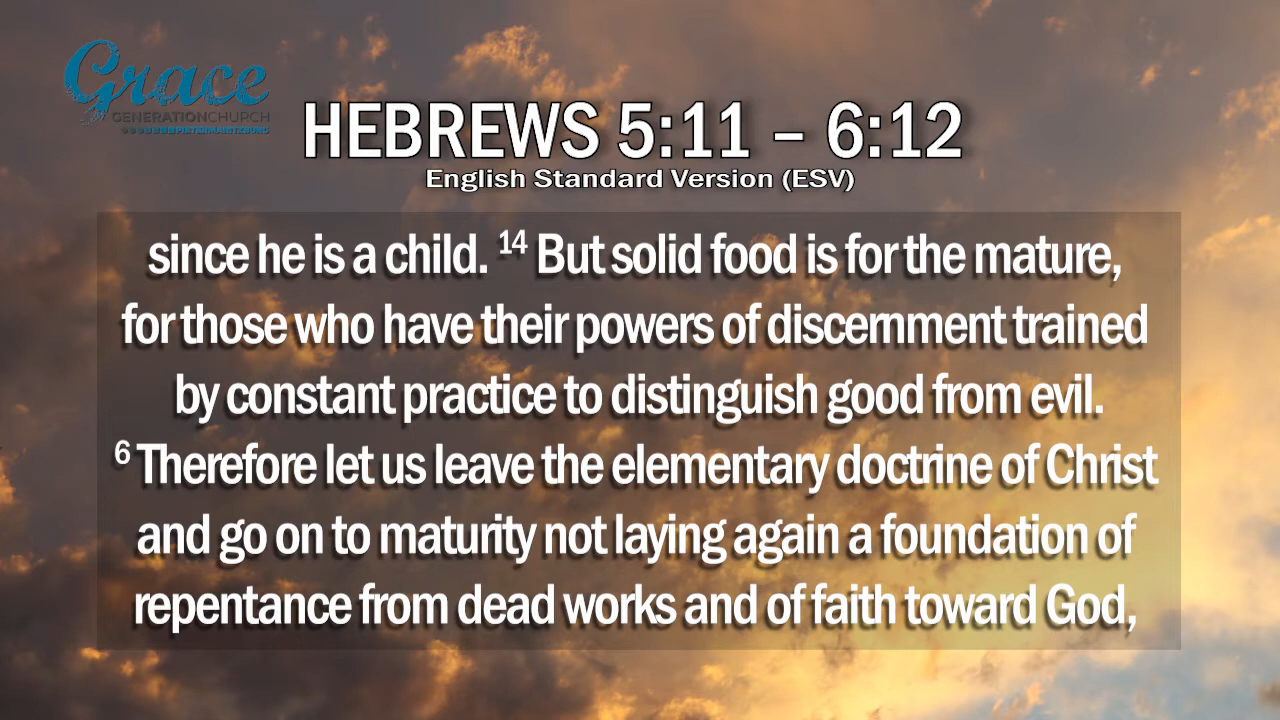 Grace
GENERATIONCHURCH
HEBREWS 5:11 – 6:12
English Standard Version (ESV)
since he is a child. 14 But solid food is for the mature,
for those who have their powers of discernment trained
by constant practice to distinguish good from evil.
6 Therefore let us leave the elementary doctrine of Christ
and go on to maturity not laying again a foundation of
repentance from dead works and of faith toward God,